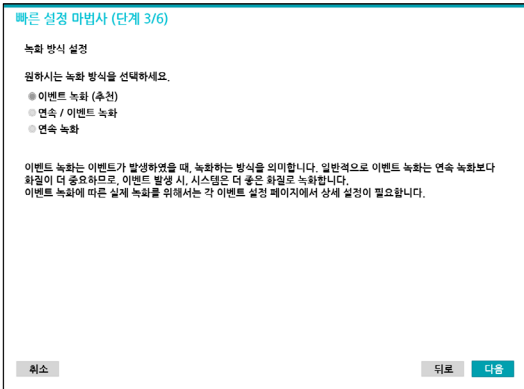 빠른 설정 마법사 (단계 3/6)
녹화 방식 설정
원하시는 녹화 방식을 선택하세요.
이벤트 녹화 (추천)
연속 / 이벤트 녹화
연속 녹화
이벤트 녹화는 이벤트가 발생하였을 때, 녹화하는 방식을 의미합니다. 일반적으로 이벤트 녹화는 연속 녹화보다
화질이 더 중요하므로, 이벤트 발생 시, 시스템은 더 좋은 화질로 녹화합니다.
이벤트 녹화에 따른 실제 녹화를 위해서는 각 이벤트 설정 페이지에서 상세 설정이 필요합니다.
취소
뒤로
다음